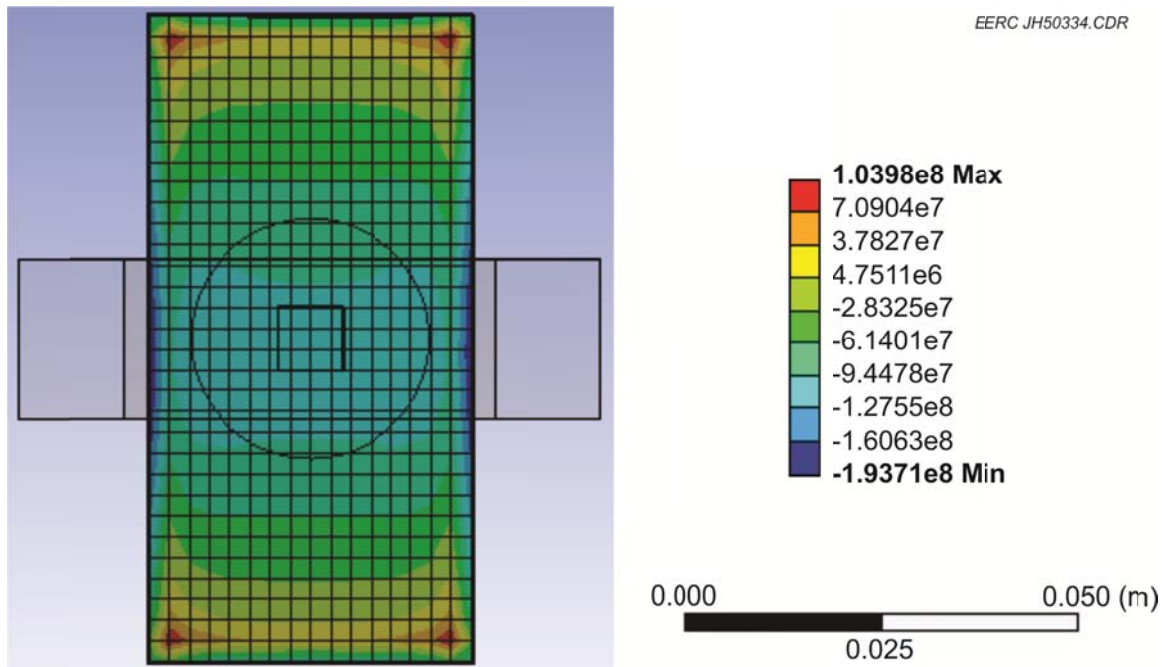 EERC JH50334.CDR
1.0398e8 Max
7.0904e7
3.7827e7
4.7511e6
-2.8325e7
-6.1401e7
-9.4478e7
-1.2755e8
-1.6063e8
-1.9371e8 Min
0.000 0.050 (m)
0.025